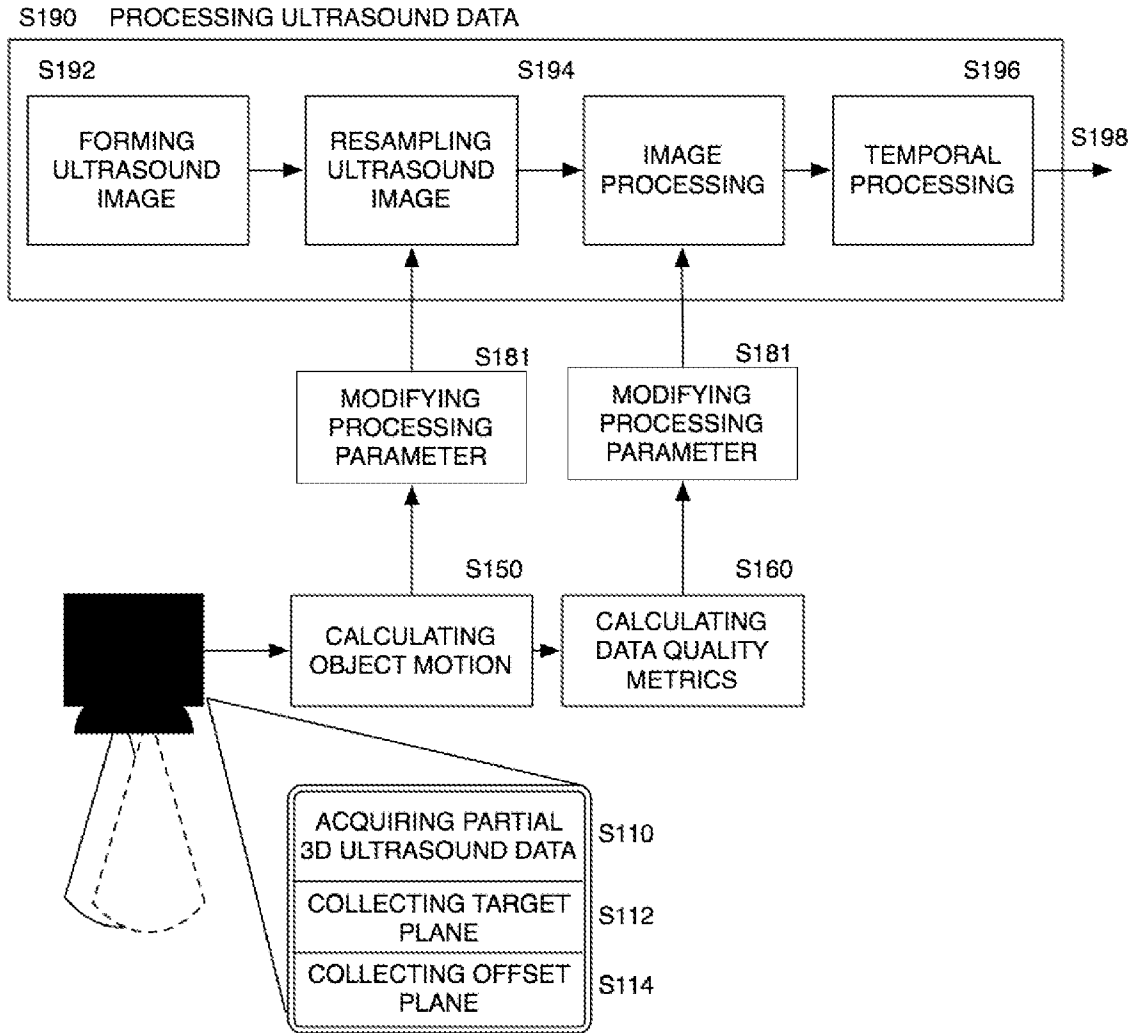 S190 PROCESSING ULTRASOUND DATA
S192
S194
S196
S198
FORMING
ULTRASOUND
IMAGE
RESAMPLING
ULTRASOUND
IMAGE
IMAGE
PROCESSING
TEMPORAL
PROCESSING
S181
S181
MODIFYING
PROCESSING
PARAMETER
MODIFYING
PROCESSING
PARAMETER
S150
S160
CALCULATING
OBJECT MOTION
CALCULATING
DATA QUALITY
METRICS
ACQUIRING PARTIAL
3D ULTRASOUND DATA
S110
COLLECTING TARGET
PLANE
S112
COLLECTING OFFSET
PLANE
S114